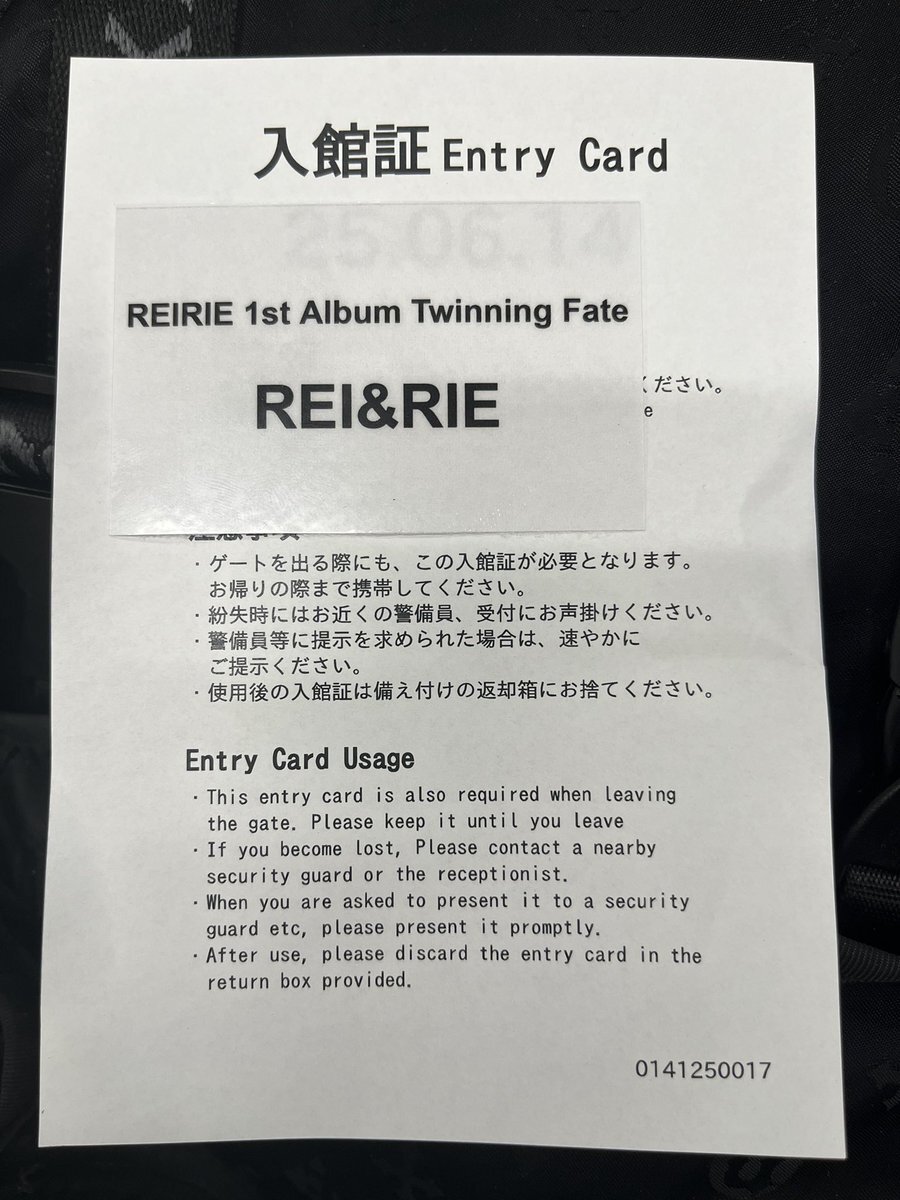 入館証 Entry Card
25.06.14
REIRIE 1st Album Twinning Fate
REI&RIE
ください。
e
注意事項
・ゲートを出る際にも、この入館証が必要となります。
お帰りの際まで携帯してください。
・紛失時にはお近くの警備員、受付にお声掛けください。
・警備員等に提示を求められた場合は、速やかに
ご提示ください。
・使用後の入館証は備え付けの返却箱にお捨てください。
Entry Card Usage
・This entry card is also required when leaving
the gate. Please keep it until you leave
・If you become lost, Please contact a nearby
security guard or the receptionist.
・When you are asked to present it to a security
guard etc, please present it promptly.
・After use, please discard the entry card in the
return box provided.
0141250017